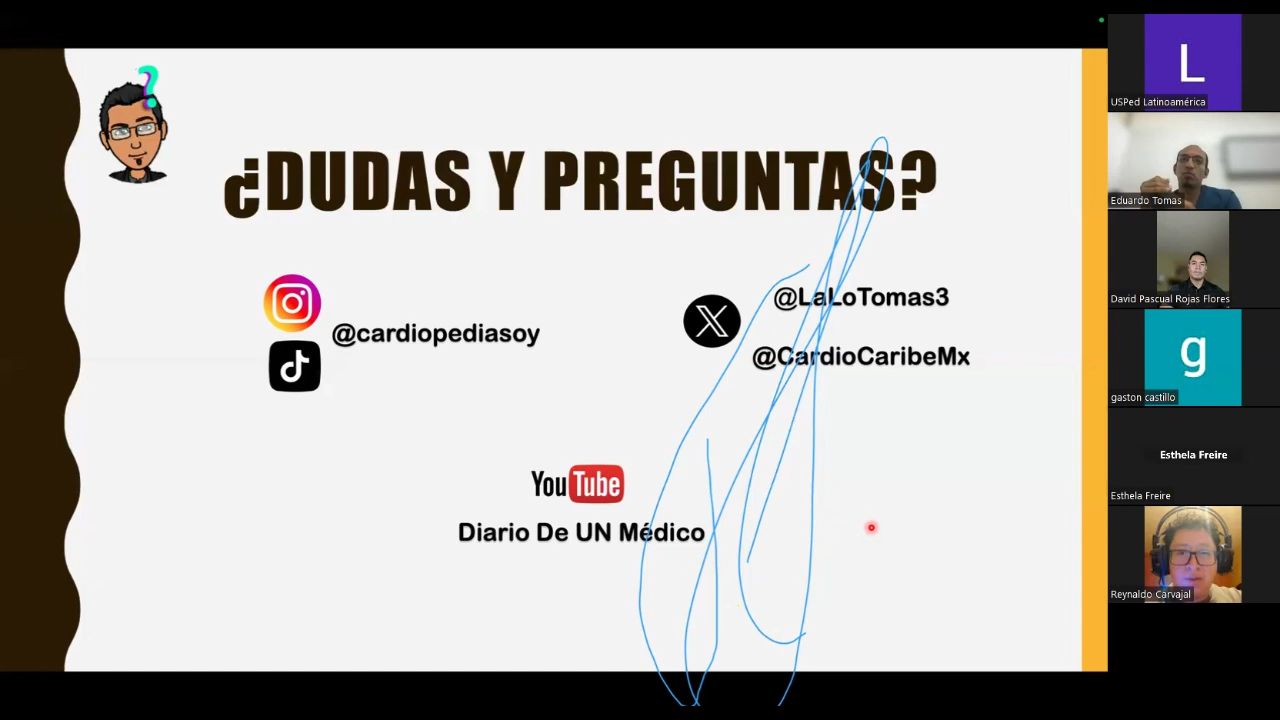 ?
¿DUDAS Y PREGUNTAS?
@cardiopediasoy
@LaLoTomas3
@CardioCaribeMx
YouTube
Diario De UN Médico
L
USPed Latinoamérica
Eduardo Tomas
David Pascual Rojas Flores
g
gaston castillo
Esthela Freire
Esthela Freire
Reynaldo Carvajal